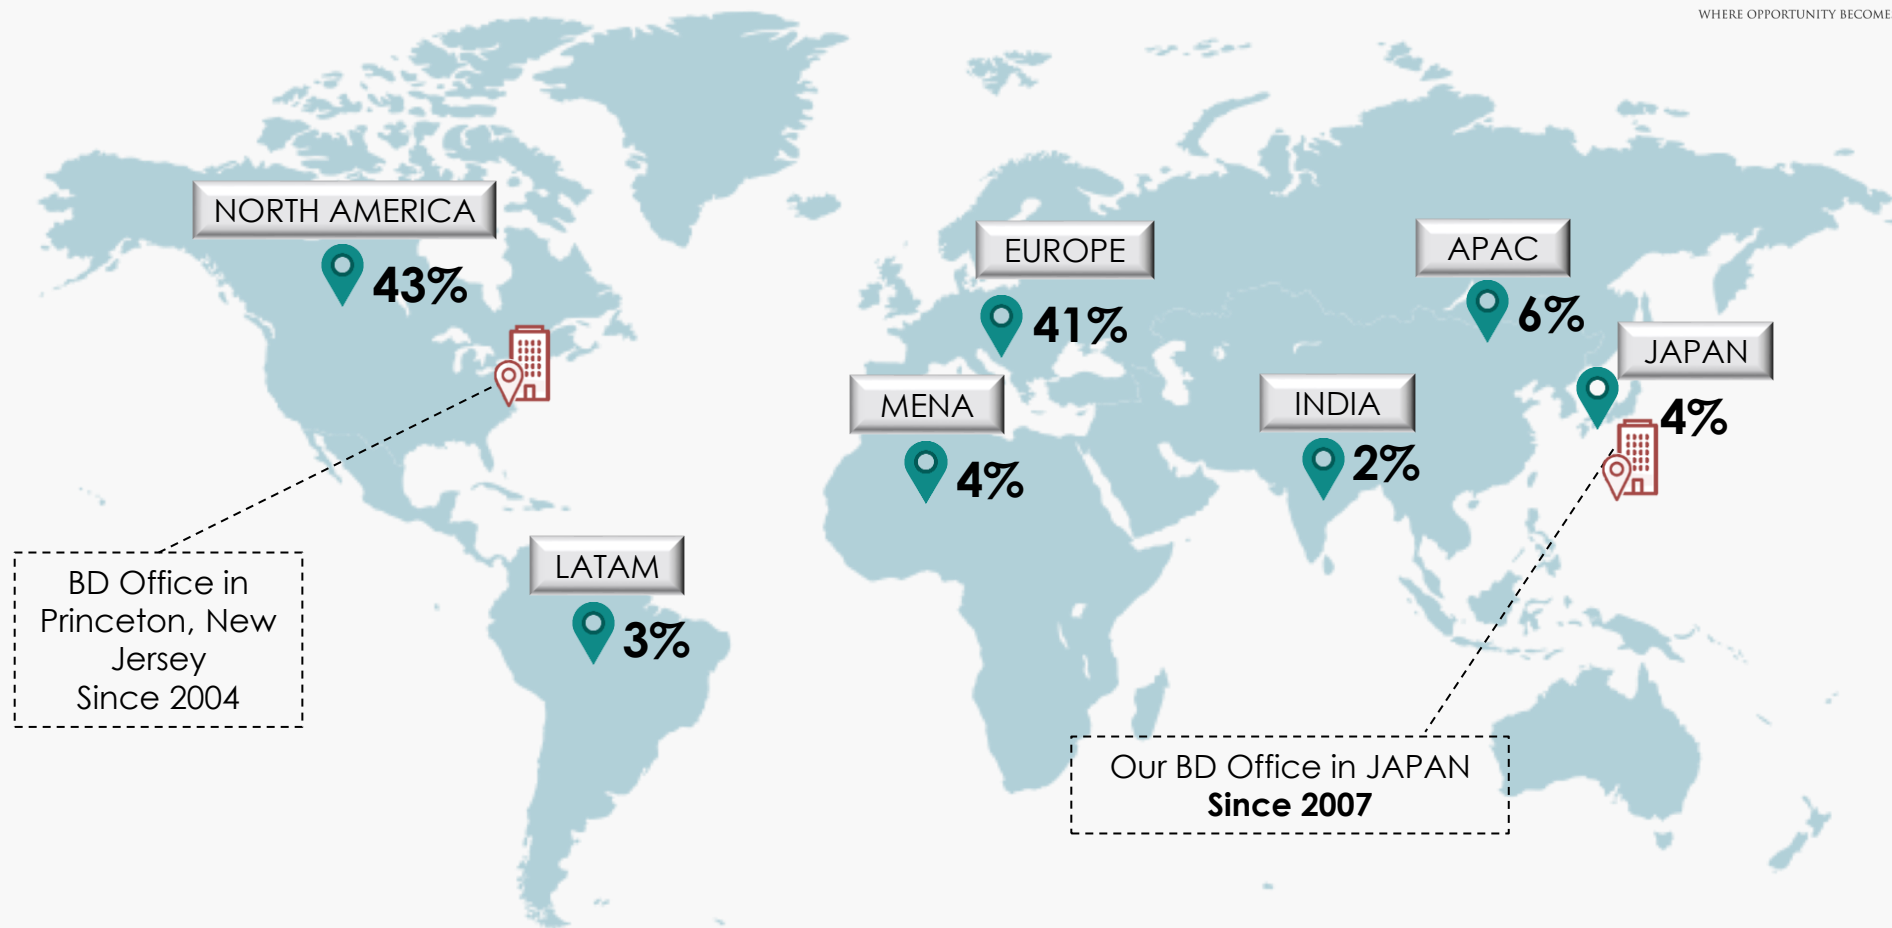 WHERE OPPORTUNITY BECOME
NORTH AMERICA
43%
EUROPE
41%
APAC
6%
JAPAN
4%
MENA
4%
INDIA
2%
LATAM
3%
BD Office in
Princeton, New
Jersey
Since 2004
Our BD Office in JAPAN
Since 2007